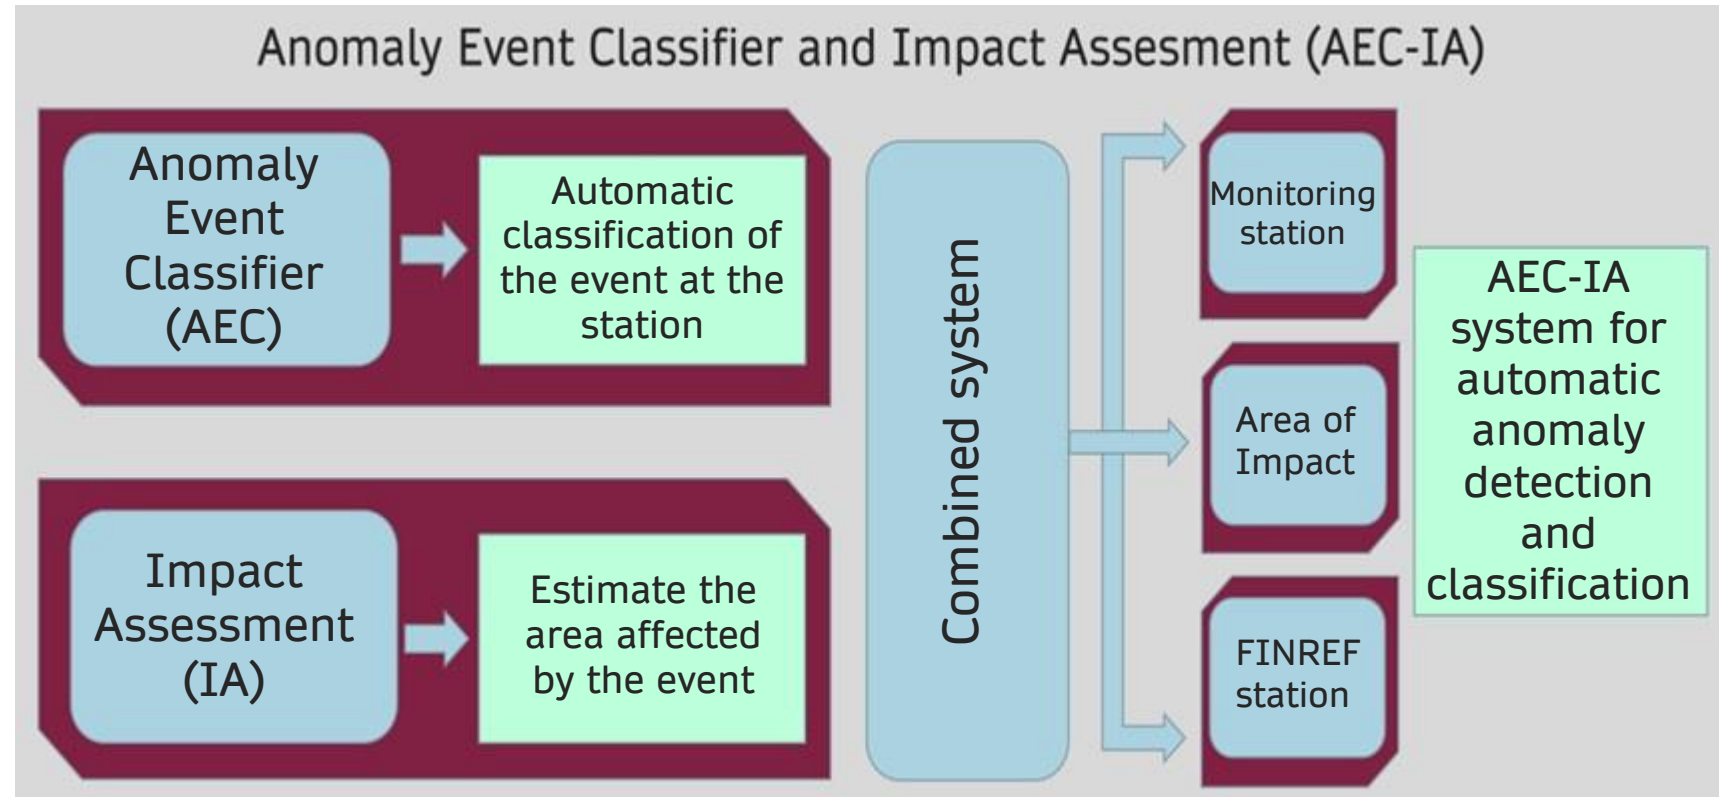 Anomaly Event Classifier and Impact Assesment (AEC-IA)
Anomaly
Event
Classifier
(AEC)
Automatic
classification of
the event at the
station
Impact
Assessment
(IA)
Estimate the
area affected
by the event
Combined system
Monitoring
station
Area of
Impact
FINREF
station
AEC-IA
system for
automatic
anomaly
detection
and
classification